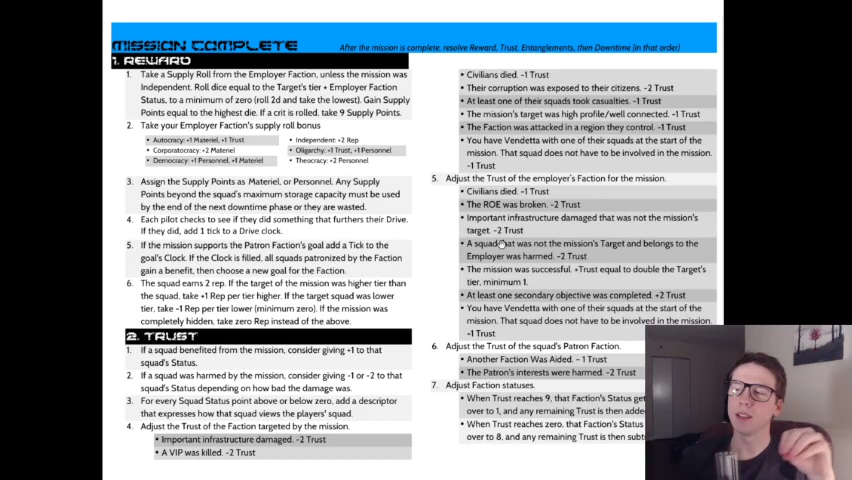 MISSION COMPLETE
After the mission is complete, resolve Reward, Trust, Entanglements, then Downtime (in that order)
1. REWARD
1. Take a Supply Roll from the Employer Faction, unless the mission was
Independent. Roll dice equal to the Target's tier + Employer Faction
Status, to a minimum of zero (roll 2d and take the lowest). Gain Supply
Points equal to the highest die. If a crit is rolled, take 9 Supply Points.
2. Take your Employer Faction's supply roll bonus
• Autocracy: +1 Materiel, +1 Trust
• Corporatocracy: +2 Materiel
• Democracy: +1 Personnel, +1 Materiel
• Independent: +2 Rep
• Oligarchy: +1 Trust, +1 Personnel
• Theocracy: +2 Personnel
3. Assign the Supply Points as Materiel, or Personnel. Any Supply
Points beyond the squad's maximum storage capacity must be used
by the end of the next downtime phase or they are wasted.
4. Each pilot checks to see if they did something that furthers their Drive.
If they did, add 1 tick to a Drive clock.
5. If the mission supports the Patron Faction's goal add a Tick to the
goal's Clock. If the Clock is filled, all squads patronized by the Faction
gain a benefit, then choose a new goal for the Faction.
6. The squad earns 2 rep. If the target of the mission was higher tier than
the squad, take +1 Rep per tier higher. If the target squad was lower
tier, take -1 Rep per tier lower (minimum zero). If the mission was
completely hidden, take zero Rep instead of the above.
2. TRUST
1. If a squad benefited from the mission, consider giving +1 to that
squad's Status.
2. If a squad was harmed by the mission, consider giving -1 or -2 to that
squad's Status depending on how bad the damage was.
3. For every Squad Status point above or below zero, add a descriptor
that expresses how that squad views the players' squad.
4. Adjust the Trust of the Faction targeted by the mission.
• Important infrastructure damaged. -2 Trust
• A VIP was killed. -2 Trust
• Civilians died. -1 Trust
• Their corruption was exposed to their citizens. -2 Trust
• At least one of their squads took casualties. -1 Trust
• The mission's target was high profile/well connected. -1 Trust
• The Faction was attacked in a region they control. -1 Trust
• You have Vendetta with one of their squads at the start of the
mission. That squad does not have to be involved in the mission.
-1 Trust
5. Adjust the Trust of the employer's Faction for the mission.
• Civilians died. -1 Trust
• The ROE was broken. -2 Trust
• Important infrastructure damaged that was not the mission's
target. -2 Trust
• A squad that was not the mission's Target and belongs to the
Employer was harmed. -2 Trust
• The mission was successful. +Trust equal to double the Target's
tier, minimum 1.
• At least one secondary objective was completed. +2 Trust
• You have Vendetta with one of their squads at the start of the
mission. That squad does not have to be involved in the mission.
-1 Trust
6. Adjust the Trust of the squad's Patron Faction.
• Another Faction Was Aided. - 1 Trust
• The Patron's interests were harmed. -2 Trust
7. Adjust Faction statuses.
• When Trust reaches 9, that Faction's Status get
over to 1, and any remaining Trust is then adde
• When Trust reaches zero, that Faction's Status
over to 8, and any remaining Trust is then subt